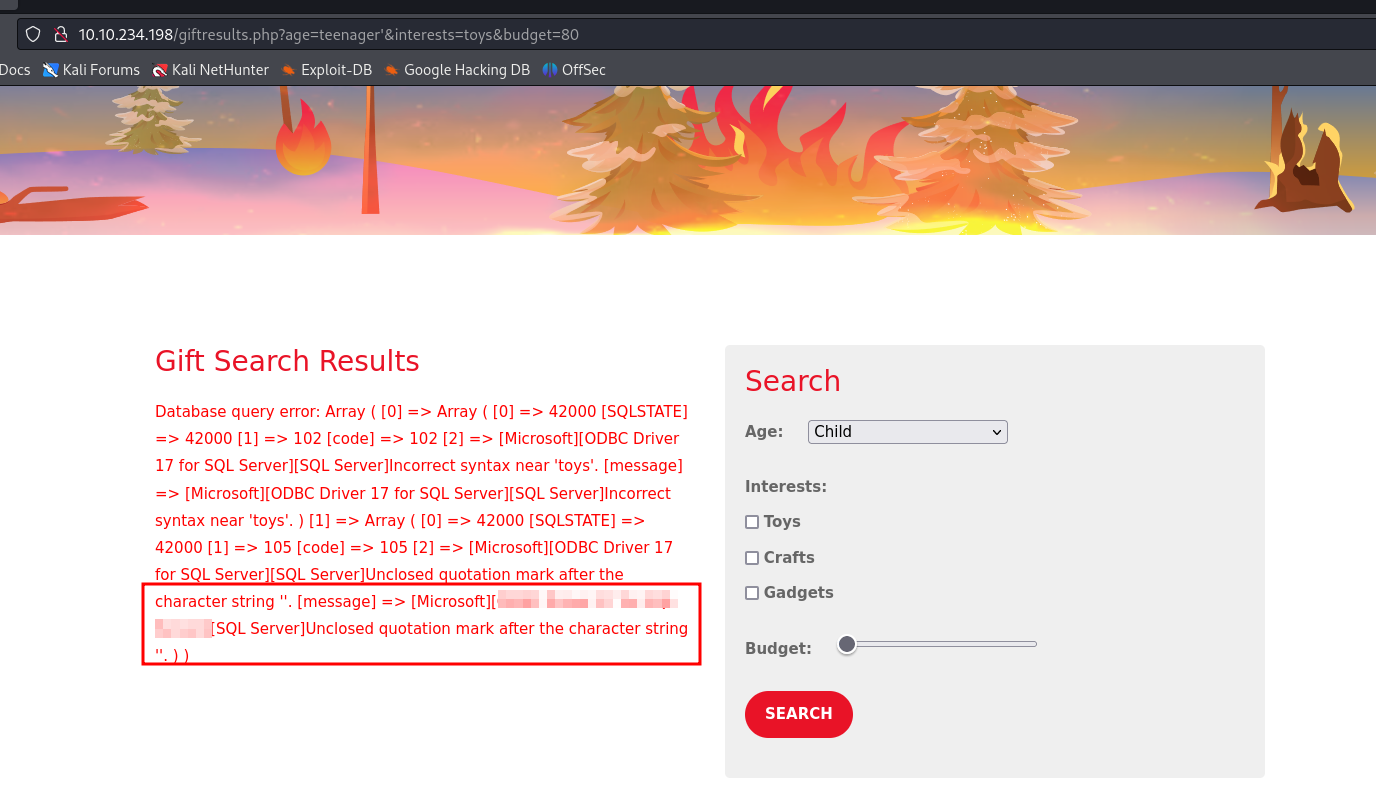 10.10.234.198/giftresults.php?age=teenager'&interests=toys&budget=80
Docs Kali Forums Kali NetHunter Exploit-DB Google Hacking DB OffSec
Gift Search Results
Database query error: Array ( [0] => Array ( [0] => 42000 [SQLSTATE]
=> 42000 [1] => 102 [code] => 102 [2] => [Microsoft][ODBC Driver
17 for SQL Server][SQL Server]Incorrect syntax near 'toys'. [message]
=> [Microsoft][ODBC Driver 17 for SQL Server][SQL Server]Incorrect
syntax near 'toys'. ) [1] => Array ( [0] => 42000 [SQLSTATE] =>
42000 [1] => 105 [code] => 105 [2] => [Microsoft][ODBC Driver 17
for SQL Server][SQL Server]Unclosed quotation mark after the
character string ''. [message] => [Microsoft][
[SQL Server]Unclosed quotation mark after the character string
''. ) )
Search
Age: Child
Interests:
Toys
Crafts
Gadgets
Budget:
SEARCH